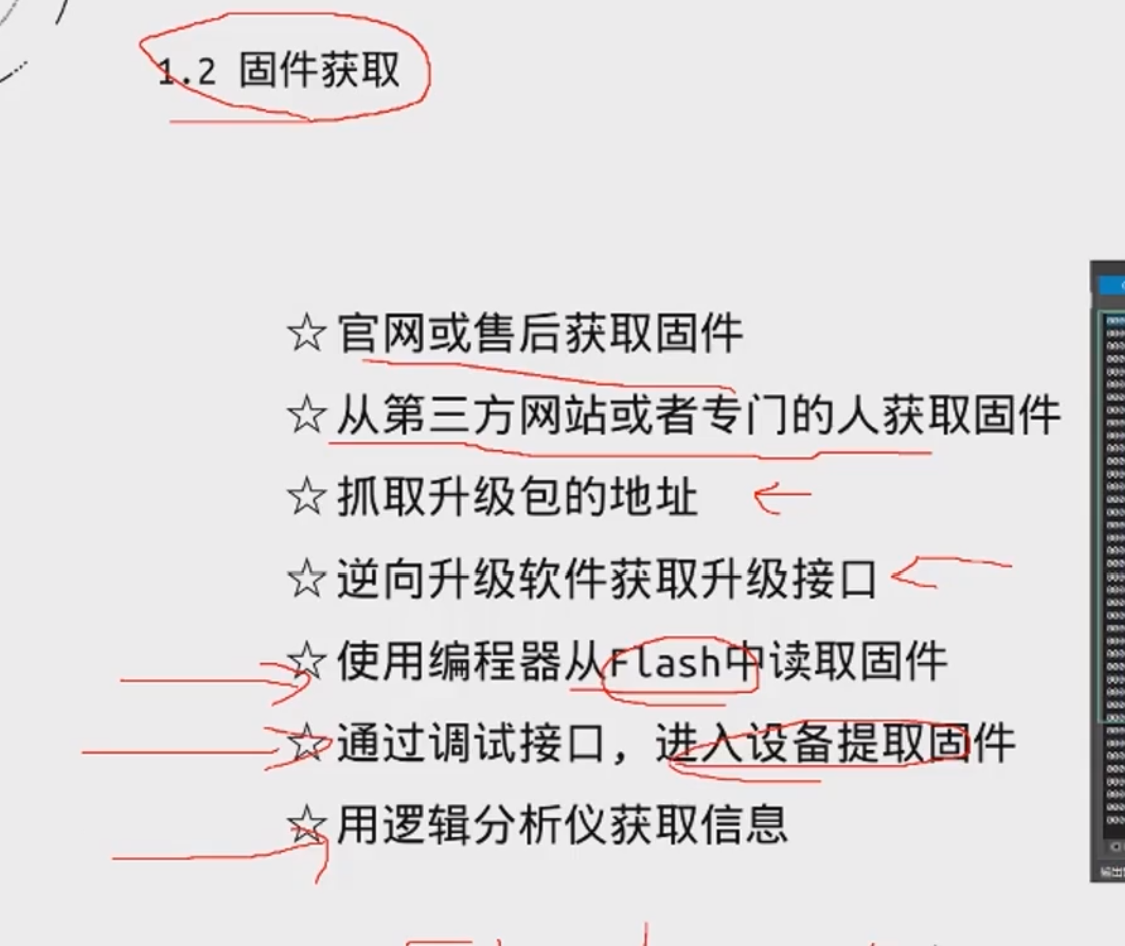 1.2 固件获取
☆官网或售后获取固件
☆从第三方网站或者专门的人获取固件
☆抓取升级包的地址
☆逆向升级软件获取升级接口
☆使用编程器从Flash中读取固件
☆通过调试接口，进入设备提取固件
☆用逻辑分析仪获取信息